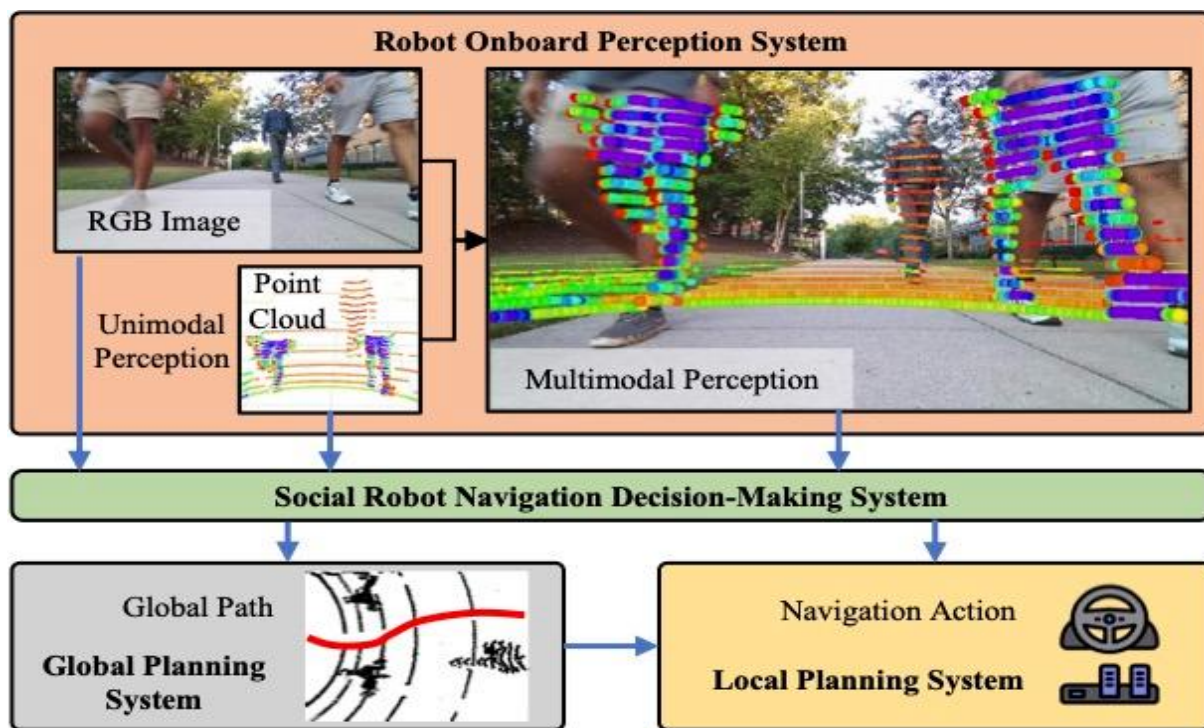 Robot Onboard Perception System
RGB Image
Point
Cloud
Unimodal
Perception
Multimodal Perception
Social Robot Navigation Decision-Making System
Global Path
Global Planning
System
Navigation Action
Local Planning System